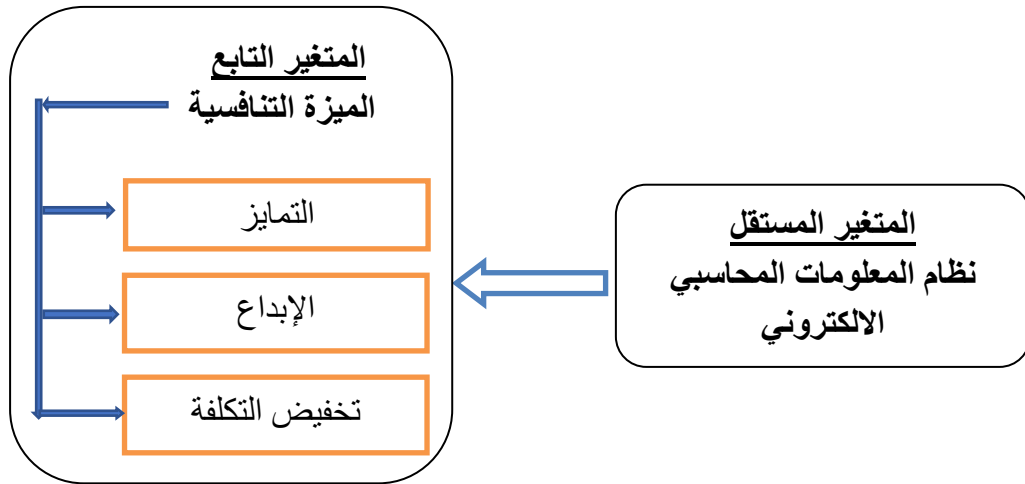 المتغير المستقل
نظام المعلومات المحاسبي
الالكتروني
المتغير التابع
الميزة التنافسية
التمايز
الإبداع
تخفيض التكلفة